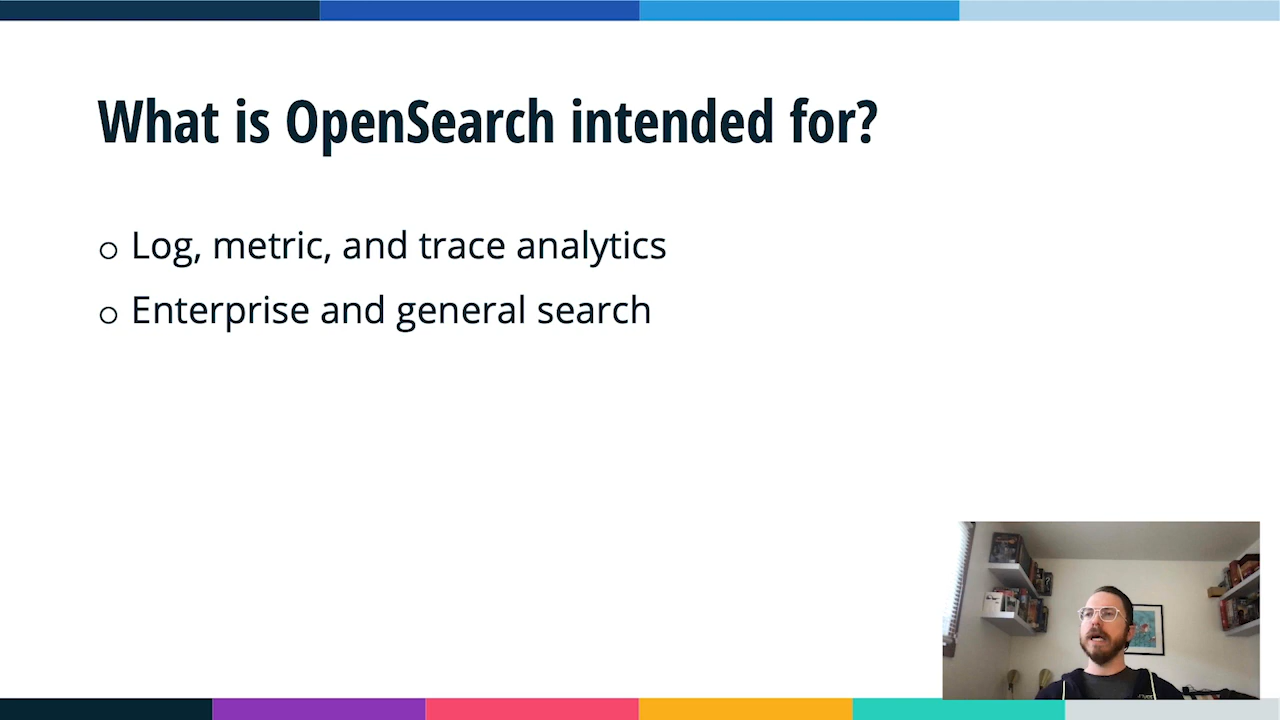 What is OpenSearch intended for?
Log, metric, and trace analytics
Enterprise and general search